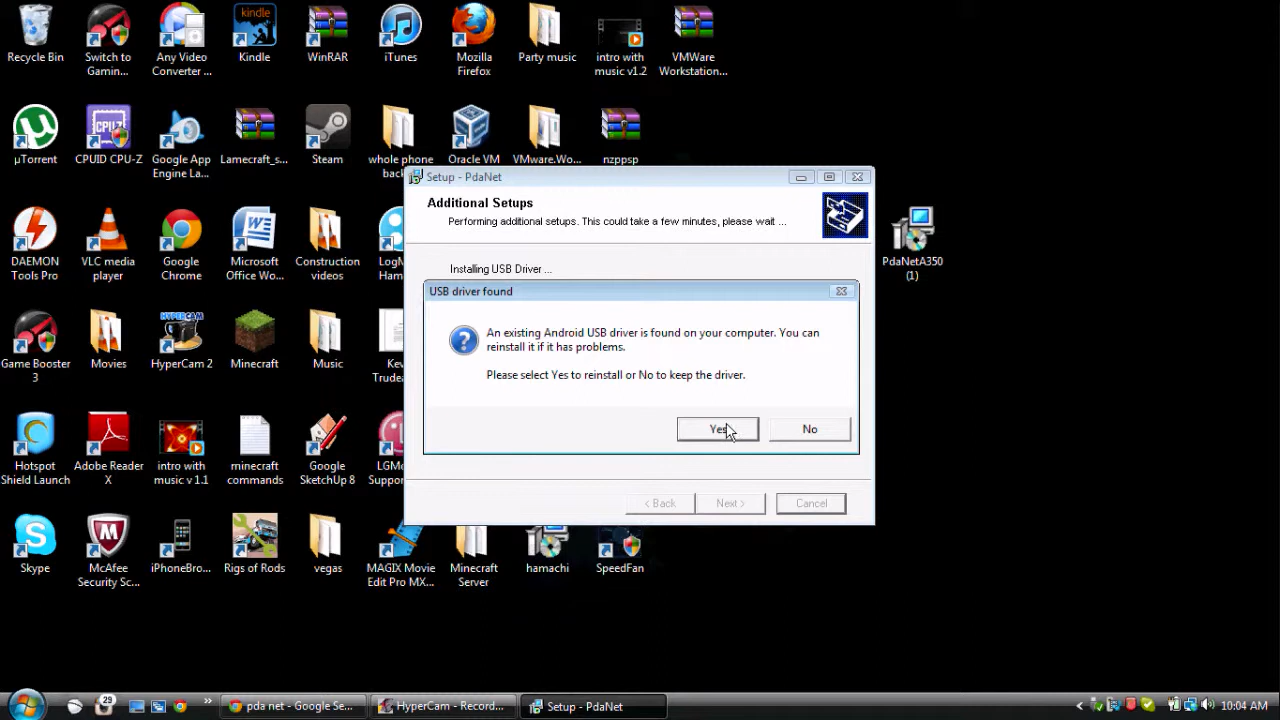 Recycle Bin
Switch to
Gamin...
Any Video
Converter ...
Kindle
kindle
WinRAR
iTunes
Mozilla
Firefox
Party music
intro with
music v1.2
VMWare
Workstation...
µTorrent
CPUID CPU-Z
Google App
Engine La...
Lamecraft_s...
Steam
whole phone
back
Oracle VM
VMware.Wo...
nzppsp
Setup - PdaNet
Additional Setups
Performing additional setups. This could take a few minutes, please wait ...
Installing USB Driver ...
USB driver found
An existing Android USB driver is found on your computer. You can
reinstall it if it has problems.
Please select Yes to reinstall or No to keep the driver.
Yes
No
< Back
Next >
Cancel
DAEMON
Tools Pro
VLC media
player
Google
Chrome
Microsoft
Office Wo...
Construction
videos
LogM
Ham
PdaNetA350
(1)
Game Booster
3
Movies
HYPERCAM
HyperCam 2
Minecraft
Music
Kev
Trudea
Hotspot
Shield Launch
Adobe Reader
X
intro with
music v 1.1
minecraft
commands
Google
SketchUp 8
LGMo
Suppor
Skype
McAfee
Security Sc...
iPhoneBro...
Rigs of Rods
vegas
MAGIX Movie
Edit Pro MX...
Minecraft
Server
hamachi
SpeedFan
29
»
pda net - Google Se...
HyperCam - Record...
Setup - PdaNet
10:04 AM